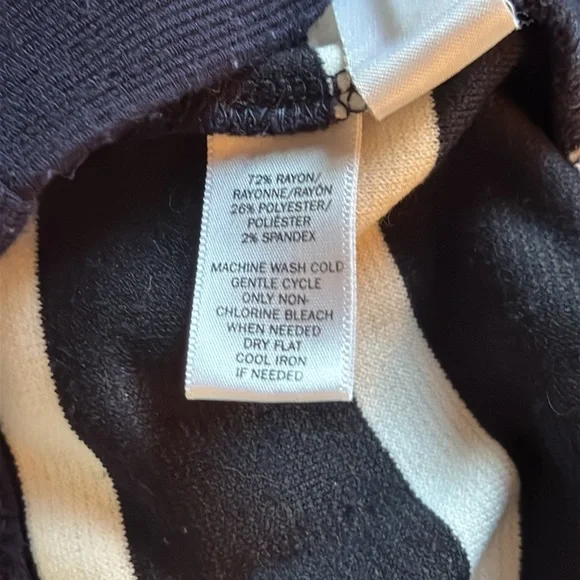 72% RAYON/
RAYONNE/RAYÓN
26% POLYESTER/
POLIÉSTER
2% SPANDEX
MACHINE WASH COLD
GENTLE CYCLE
ONLY NON-
CHLORINE BLEACH
WHEN NEEDED
DRY FLAT
COOL IRON
IF NEEDED